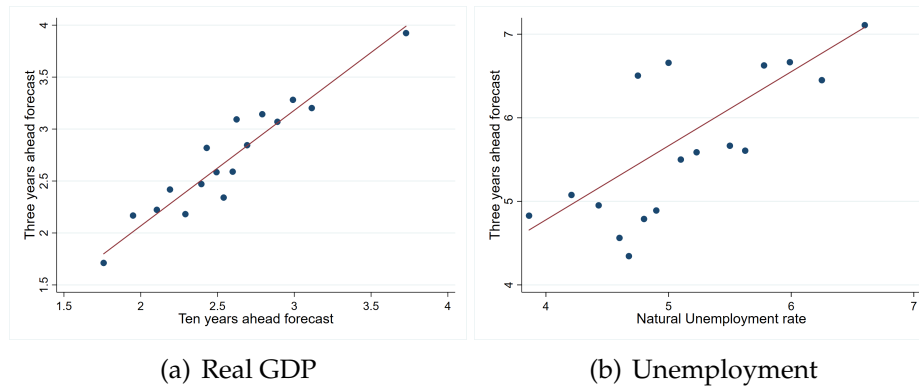 Three years ahead forecast
1.5 2 2.5 3 3.5 4
1.5 2 2.5 3 3.5 4
Ten years ahead forecast
(a) Real GDP
Three years ahead forecast
4 5 6 7
4 5 6 7
Natural Unemployment rate
(b) Unemployment